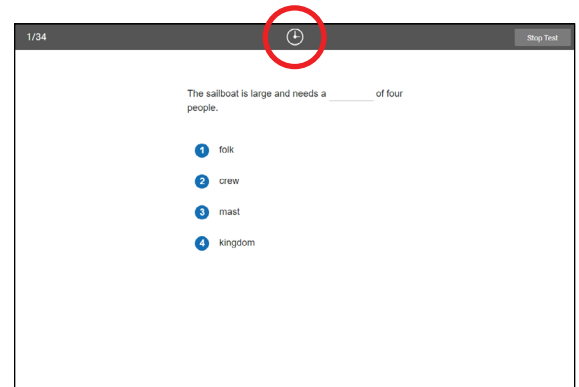 1/34
Stop Test
The sailboat is large and needs a ________ of four
people.
1 folk
2 crew
3 mast
4 kingdom